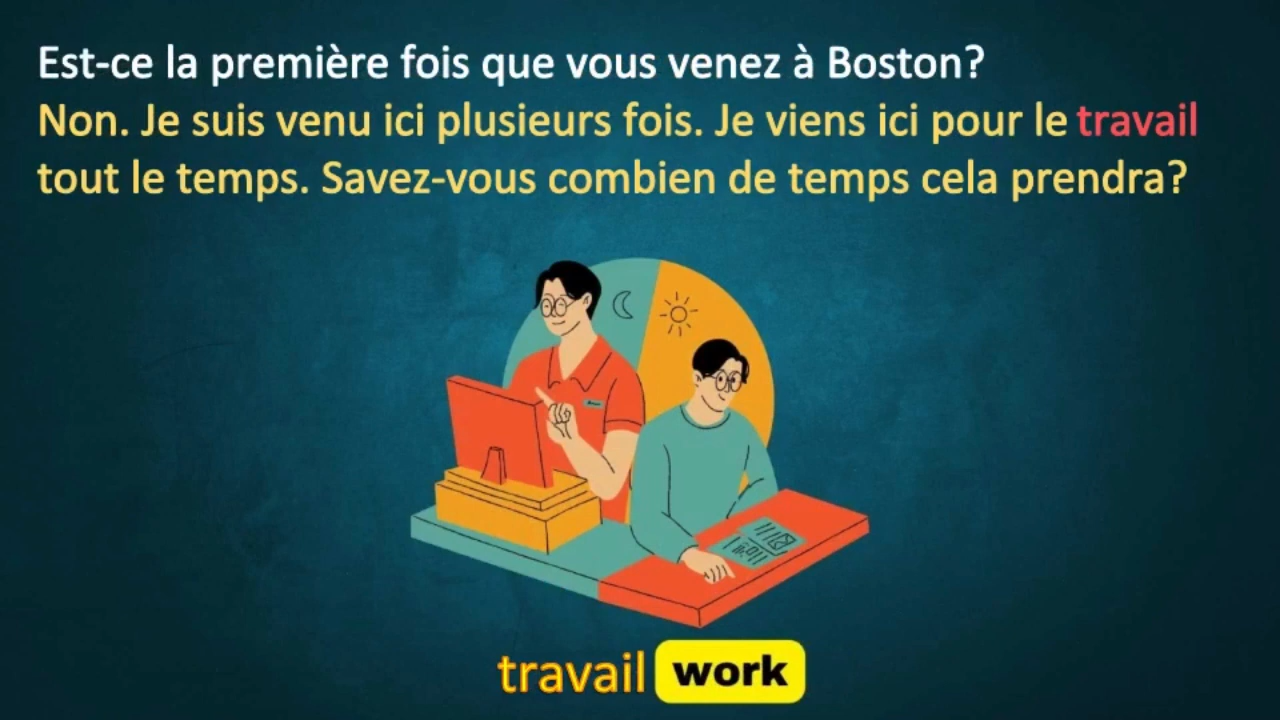 Est-ce la première fois que vous venez à Boston?
Non. Je suis venu ici plusieurs fois. Je viens ici pour le travail
tout le temps. Savez-vous combien de temps cela prendra?
travail work